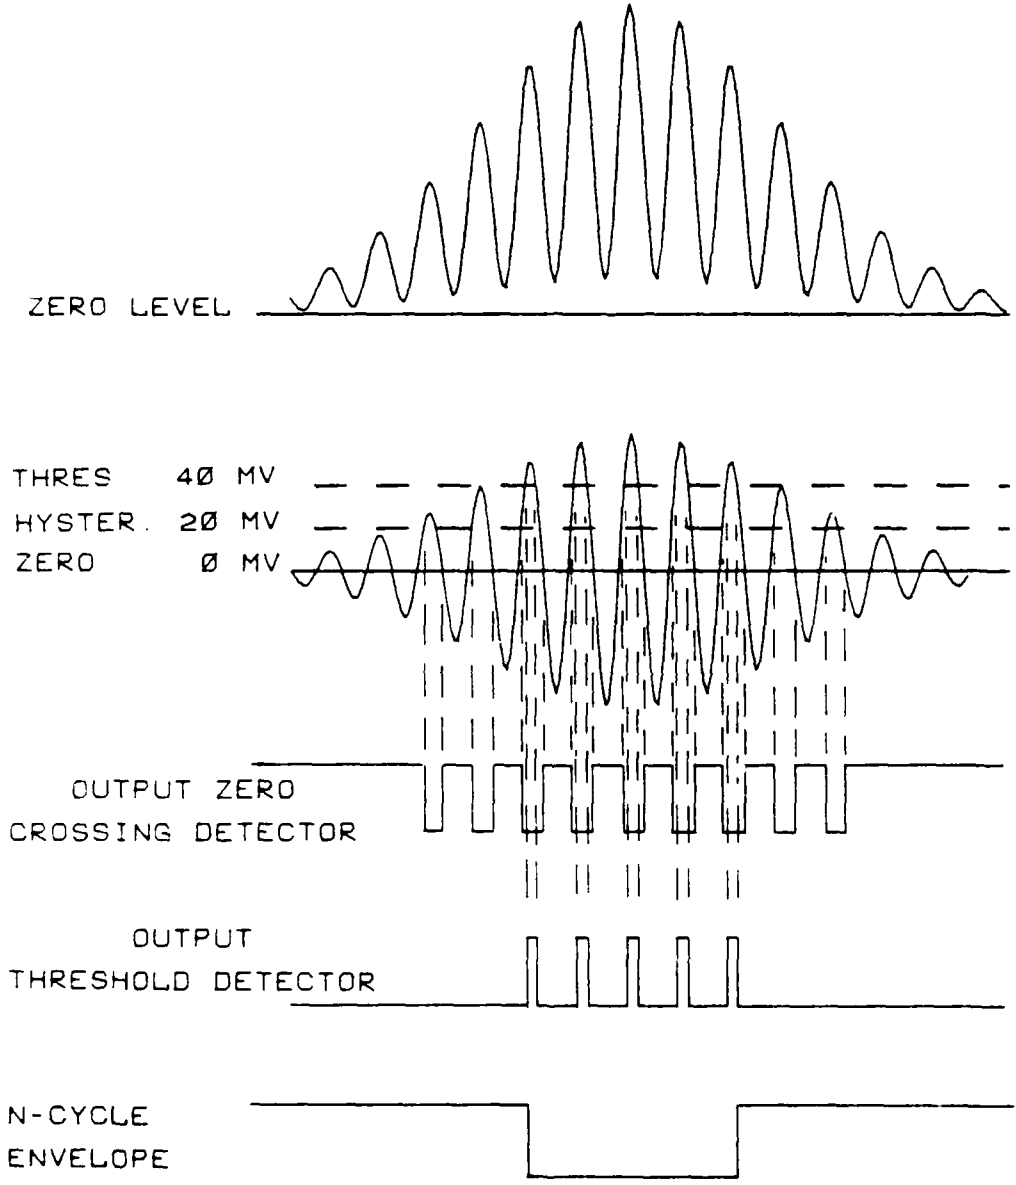 ZERO LEVEL
THRES 4Ø MV
HYSTER. 2Ø MV
ZERO Ø MV
OUTPUT ZERO
CROSSING DETECTOR
OUTPUT
THRESHOLD DETECTOR
N-CYCLE
ENVELOPE